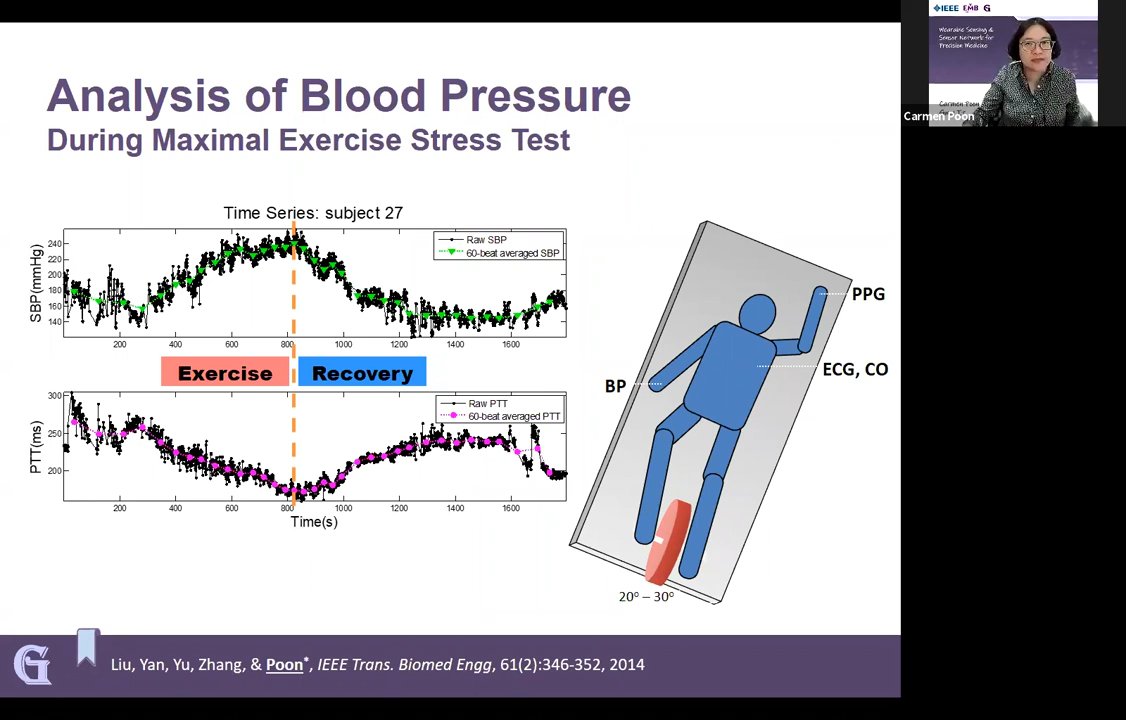 Analysis of Blood Pressure
During Maximal Exercise Stress Test
Time Series: subject 27
SBP(mmHg)
240
220
200
180
160
140
Raw SBP
60-beat averaged SBP
200
400
600
800
1000
1200
1400
1600
Exercise
Recovery
PTT(ms)
300
250
200
Raw PTT
60-beat averaged PTT
200
400
600
800
1000
1200
1400
1600
Time(s)
PPG
ECG, CO
BP
20° – 30°
G
Liu, Yan, Yu, Zhang, & Poon*, IEEE Trans. Biomed Engg, 61(2):346-352, 2014
IEEE EMB G
Wearable Sensing &
Sensor Network for
Precision Medicine
Carmen Poon
Carmen Poon